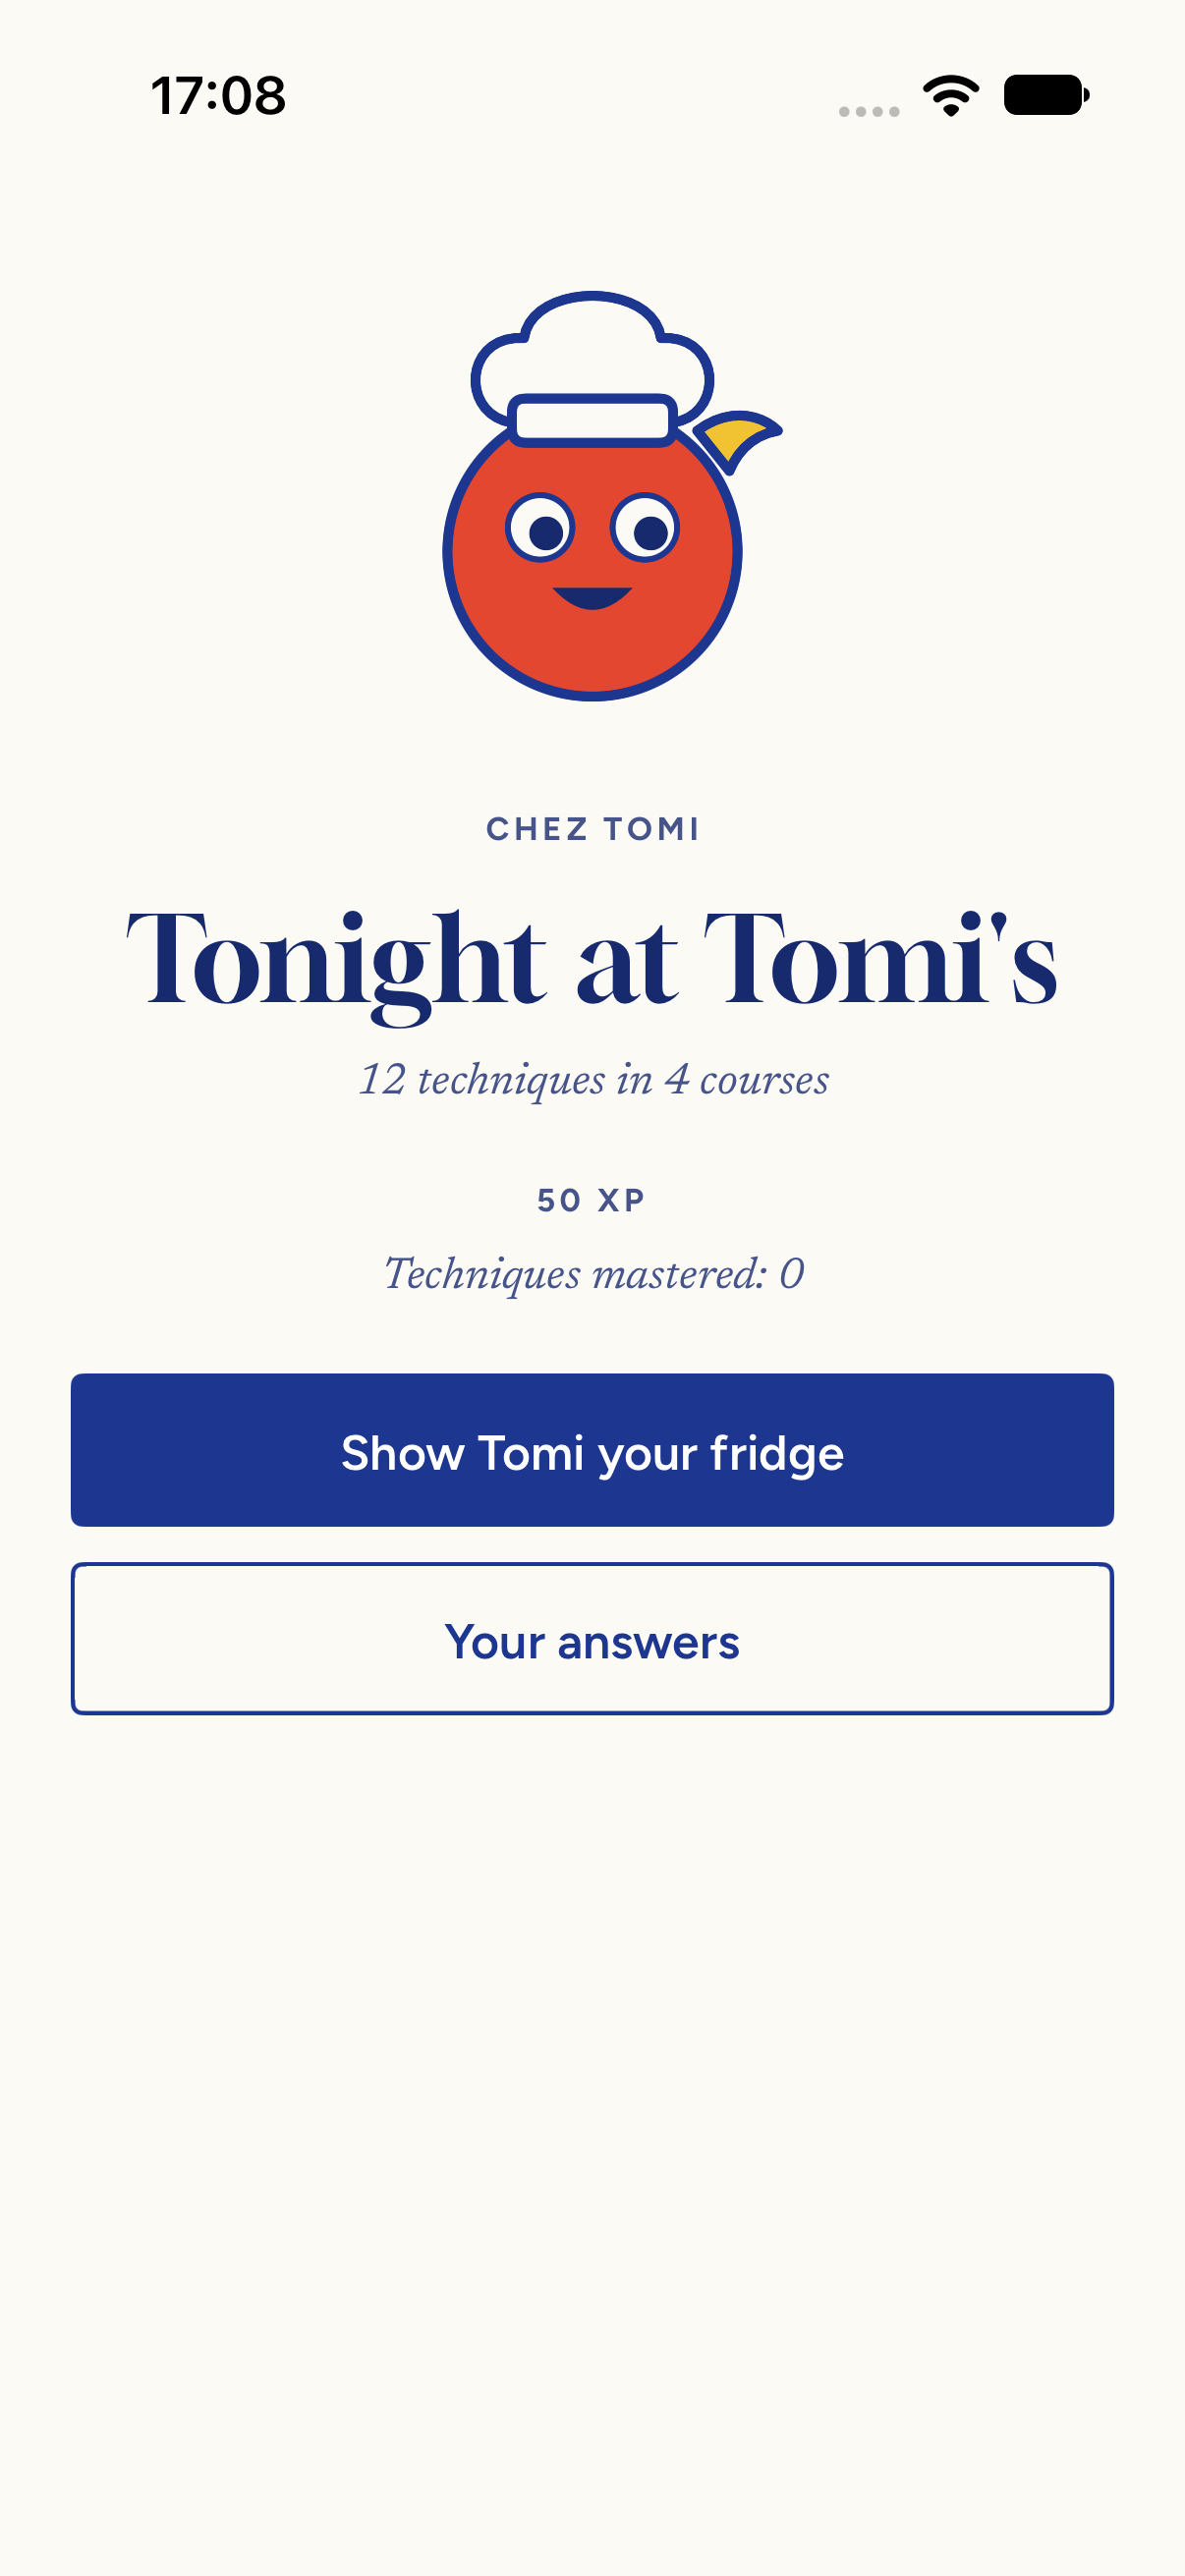 17:08
CHEZ TOMI
Tonight at Tomi's
12 techniques in 4 courses
50 XP
Techniques mastered: 0
Show Tomi your fridge
Your answers